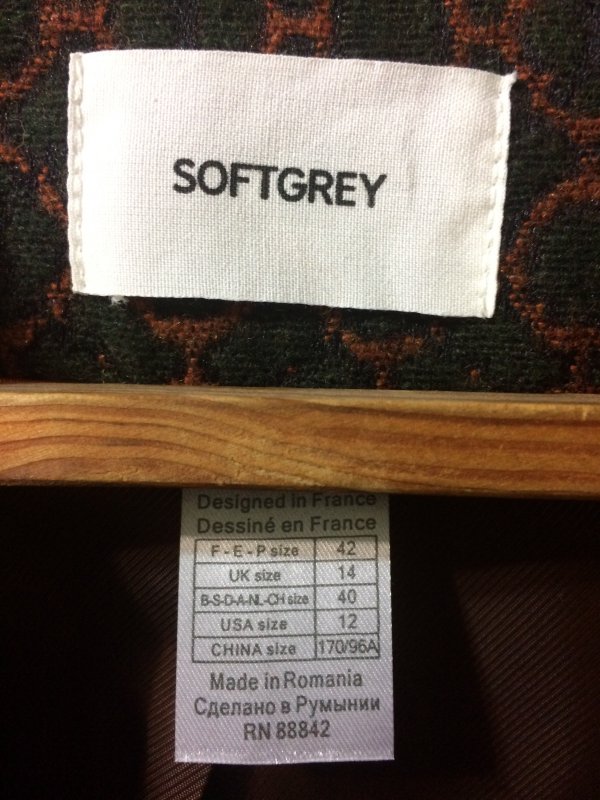 SOFTGREY
Designed in France
Dessiné en France
F - E - P size 42
UK size 14
B-S-D-A-NL-CH size 40
USA size 12
CHINA size 170/96A
Made in Romania
Сделано в Румынии
RN 88842